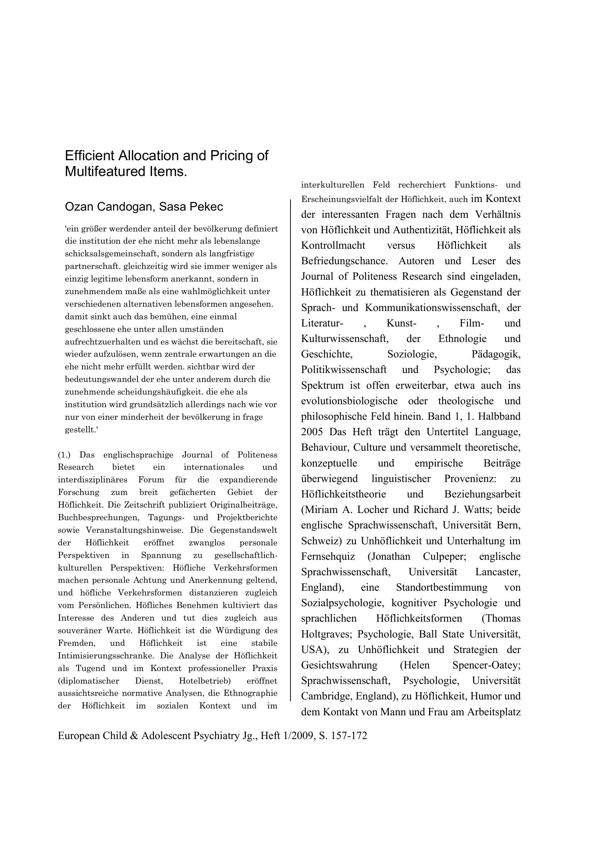 Efficient Allocation and Pricing of
Multifeatured Items.
Ozan Candogan, Sasa Pekec
'ein größer werdender anteil der bevölkerung definiert
die institution der ehe nicht mehr als lebenslange
schicksalsgemeinschaft, sondern als langfristige
partnerschaft. gleichzeitig wird sie immer weniger als
einzig legitime lebensform anerkannt, sondern in
zunehmendem maße als eine wahlmöglichkeit unter
verschiedenen alternativen lebensformen angesehen.
damit sinkt auch das bemühen, eine einmal
geschlossene ehe unter allen umständen
aufrechtzuerhalten und es wächst die bereitschaft, sie
wieder aufzulösen, wenn zentrale erwartungen an die
ehe nicht mehr erfüllt werden. sichtbar wird der
bedeutungswandel der ehe unter anderem durch die
zunehmende scheidungshäufigkeit. die ehe als
institution wird grundsätzlich allerdings nach wie vor
nur von einer minderheit der bevölkerung in frage
gestellt.'
(1.) Das englischsprachige Journal of Politeness
Research bietet ein internationales und
interdisziplinäres Forum für die expandierende
Forschung zum breit gefächerten Gebiet der
Höflichkeit. Die Zeitschrift publiziert Originalbeiträge,
Buchbesprechungen, Tagungs- und Projektberichte
sowie Veranstaltungshinweise. Die Gegenstandswelt
der Höflichkeit eröffnet zwanglos personale
Perspektiven in Spannung zu gesellschaftlich-
kulturellen Perspektiven: Höfliche Verkehrsformen
machen personale Achtung und Anerkennung geltend,
und höfliche Verkehrsformen distanzieren zugleich
vom Persönlichen. Höfliches Benehmen kultiviert das
Interesse des Anderen und tut dies zugleich aus
souveräner Warte. Höflichkeit ist die Würdigung des
Fremden, und Höflichkeit ist eine stabile
Intimisierungsschranke. Die Analyse der Höflichkeit
als Tugend und im Kontext professioneller Praxis
(diplomatischer Dienst, Hotelbetrieb) eröffnet
aussichtsreiche normative Analysen, die Ethnographie
der Höflichkeit im sozialen Kontext und im
interkulturellen Feld recherchiert Funktions- und
Erscheinungsvielfalt der Höflichkeit, auch im Kontext
der interessanten Fragen nach dem Verhältnis
von Höflichkeit und Authentizität, Höflichkeit als
Kontrollmacht versus Höflichkeit als
Befriedungschance. Autoren und Leser des
Journal of Politeness Research sind eingeladen,
Höflichkeit zu thematisieren als Gegenstand der
Sprach- und Kommunikationswissenschaft, der
Literatur- , Kunst- , Film- und
Kulturwissenschaft, der Ethnologie und
Geschichte, Soziologie, Pädagogik,
Politikwissenschaft und Psychologie; das
Spektrum ist offen erweiterbar, etwa auch ins
evolutionsbiologische oder theologische und
philosophische Feld hinein. Band 1, 1. Halbband
2005 Das Heft trägt den Untertitel Language,
Behaviour, Culture und versammelt theoretische,
konzeptuelle und empirische Beiträge
überwiegend linguistischer Provenienz: zu
Höflichkeitstheorie und Beziehungsarbeit
(Miriam A. Locher und Richard J. Watts; beide
englische Sprachwissenschaft, Universität Bern,
Schweiz) zu Unhöflichkeit und Unterhaltung im
Fernsehquiz (Jonathan Culpeper; englische
Sprachwissenschaft, Universität Lancaster,
England), eine Standortbestimmung von
Sozialpsychologie, kognitiver Psychologie und
sprachlichen Höflichkeitsformen (Thomas
Holtgraves; Psychologie, Ball State Universität,
USA), zu Unhöflichkeit und Strategien der
Gesichtswahrung (Helen Spencer-Oatey;
Sprachwissenschaft, Psychologie, Universität
Cambridge, England), zu Höflichkeit, Humor und
dem Kontakt von Mann und Frau am Arbeitsplatz
European Child & Adolescent Psychiatry Jg., Heft 1/2009, S. 157-172